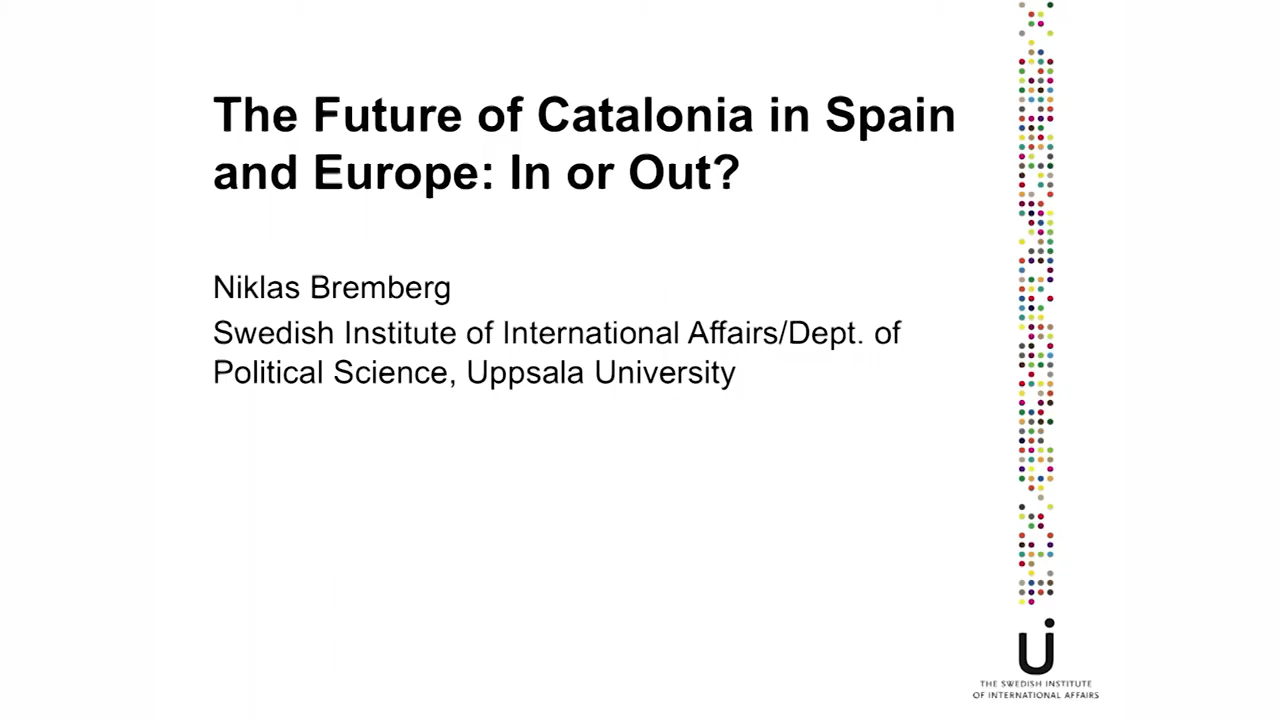 The Future of Catalonia in Spain
and Europe: In or Out?
Niklas Bremberg
Swedish Institute of International Affairs/Dept. of
Political Science, Uppsala University
Ui
THE SWEDISH INSTITUTE
OF INTERNATIONAL AFFAIRS